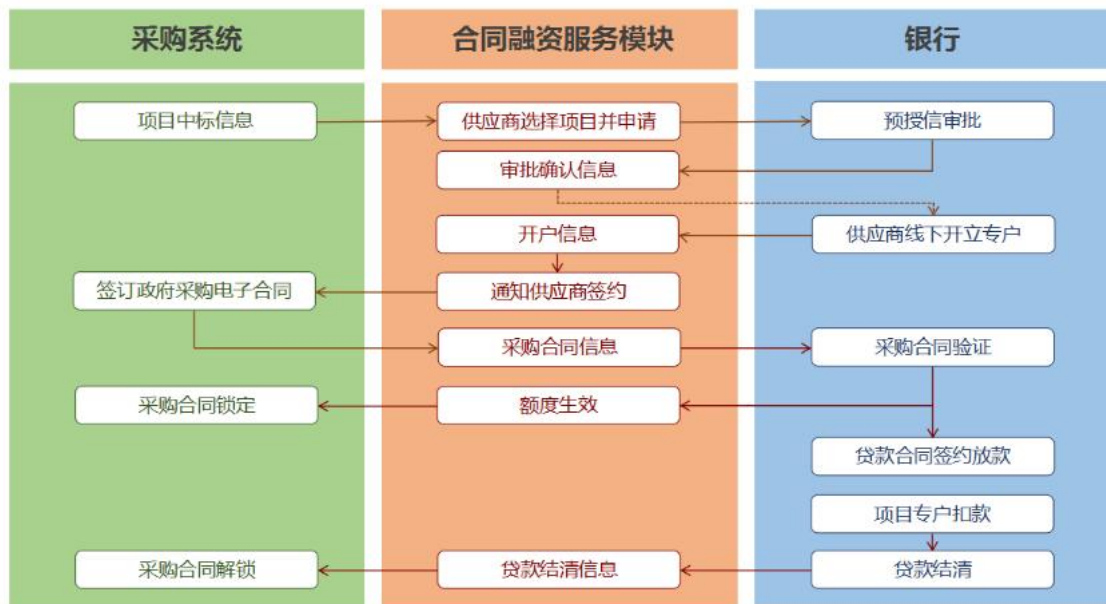 采购系统
合同融资服务模块
银行
项目中标信息
供应商选择项目并申请
预授信审批
审批确认信息
开户信息
供应商线下开立专户
签订政府采购电子合同
通知供应商签约
采购合同信息
采购合同验证
采购合同锁定
额度生效
贷款合同签约放款
项目专户扣款
采购合同解锁
贷款结清信息
贷款结清